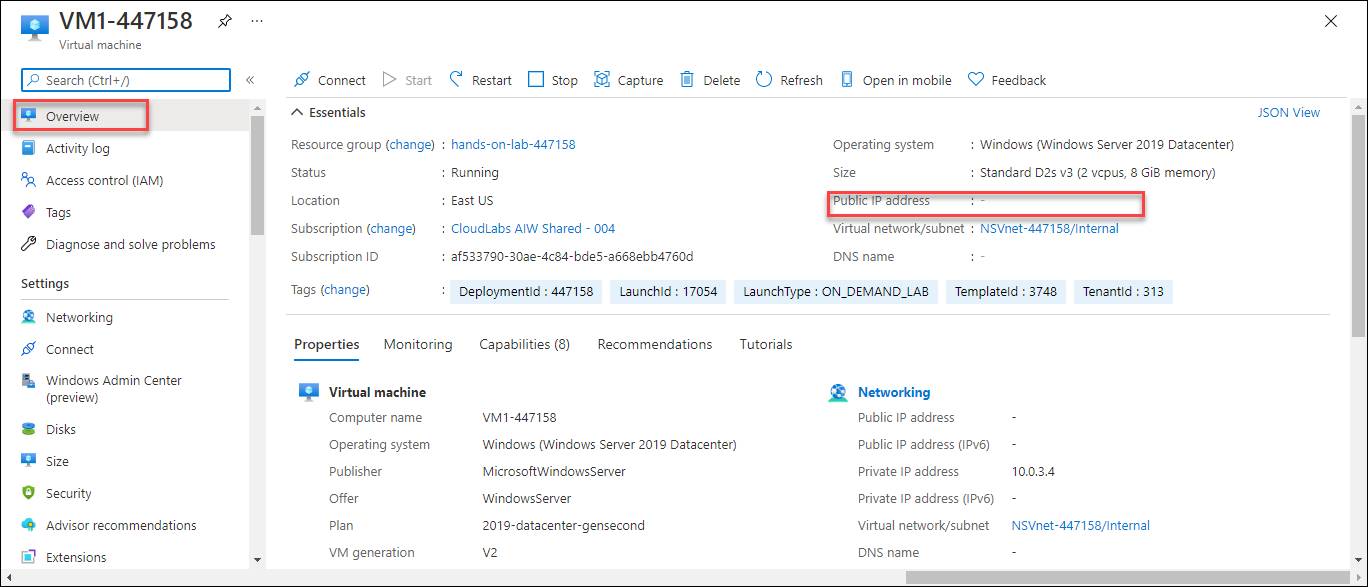 VM1-447158
Virtual machine
Search (Ctrl+/)
«
Connect Start Restart Stop Capture Delete Refresh Open in mobile Feedback
Overview
Activity log
Access control (IAM)
Tags
Diagnose and solve problems
Settings
Networking
Connect
Windows Admin Center
(preview)
Disks
Size
Security
Advisor recommendations
Extensions
Essentials JSON View
Resource group (change) : hands-on-lab-447158
Status : Running
Location : East US
Subscription (change) : CloudLabs AIW Shared - 004
Subscription ID : af533790-30ae-4c84-bde5-a668ebb4760d
Operating system : Windows (Windows Server 2019 Datacenter)
Size : Standard D2s v3 (2 vcpus, 8 GiB memory)
Public IP address : -
Virtual network/subnet : NSVnet-447158/Internal
DNS name : -
Tags (change) : DeploymentId : 447158 LaunchId : 17054 LaunchType : ON_DEMAND_LAB TemplateId : 3748 TenantId : 313
Properties Monitoring Capabilities (8) Recommendations Tutorials
Virtual machine
Computer name VM1-447158
Operating system Windows (Windows Server 2019 Datacenter)
Publisher MicrosoftWindowsServer
Offer WindowsServer
Plan 2019-datacenter-gensecond
VM generation V2
Networking
Public IP address -
Public IP address (IPv6) -
Private IP address 10.0.3.4
Private IP address (IPv6) -
Virtual network/subnet NSVnet-447158/Internal
DNS name -